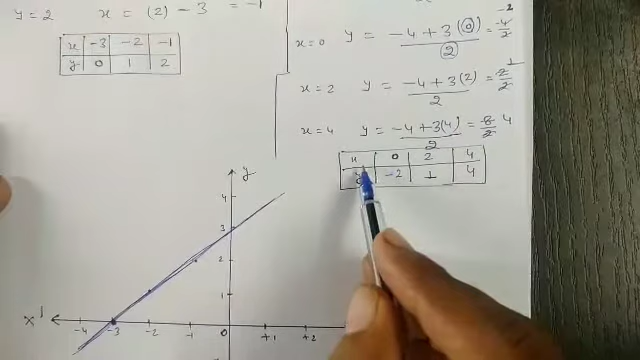 y = 2 x = (2) - 3 = -1
x -3 -2 -1
y 0 1 2
x = 0 y = -4 + 3(0) / 2 = -4/2 -2
x = 2 y = -4 + 3(2) / 2 = 2/2 1
x = 4 y = -4 + 3(4) / 2 = 8/2 4
x 0 2 4
y -2 1 4
y
4
3
2
1
x' -4 -3 -2 -1 0 +1 +2